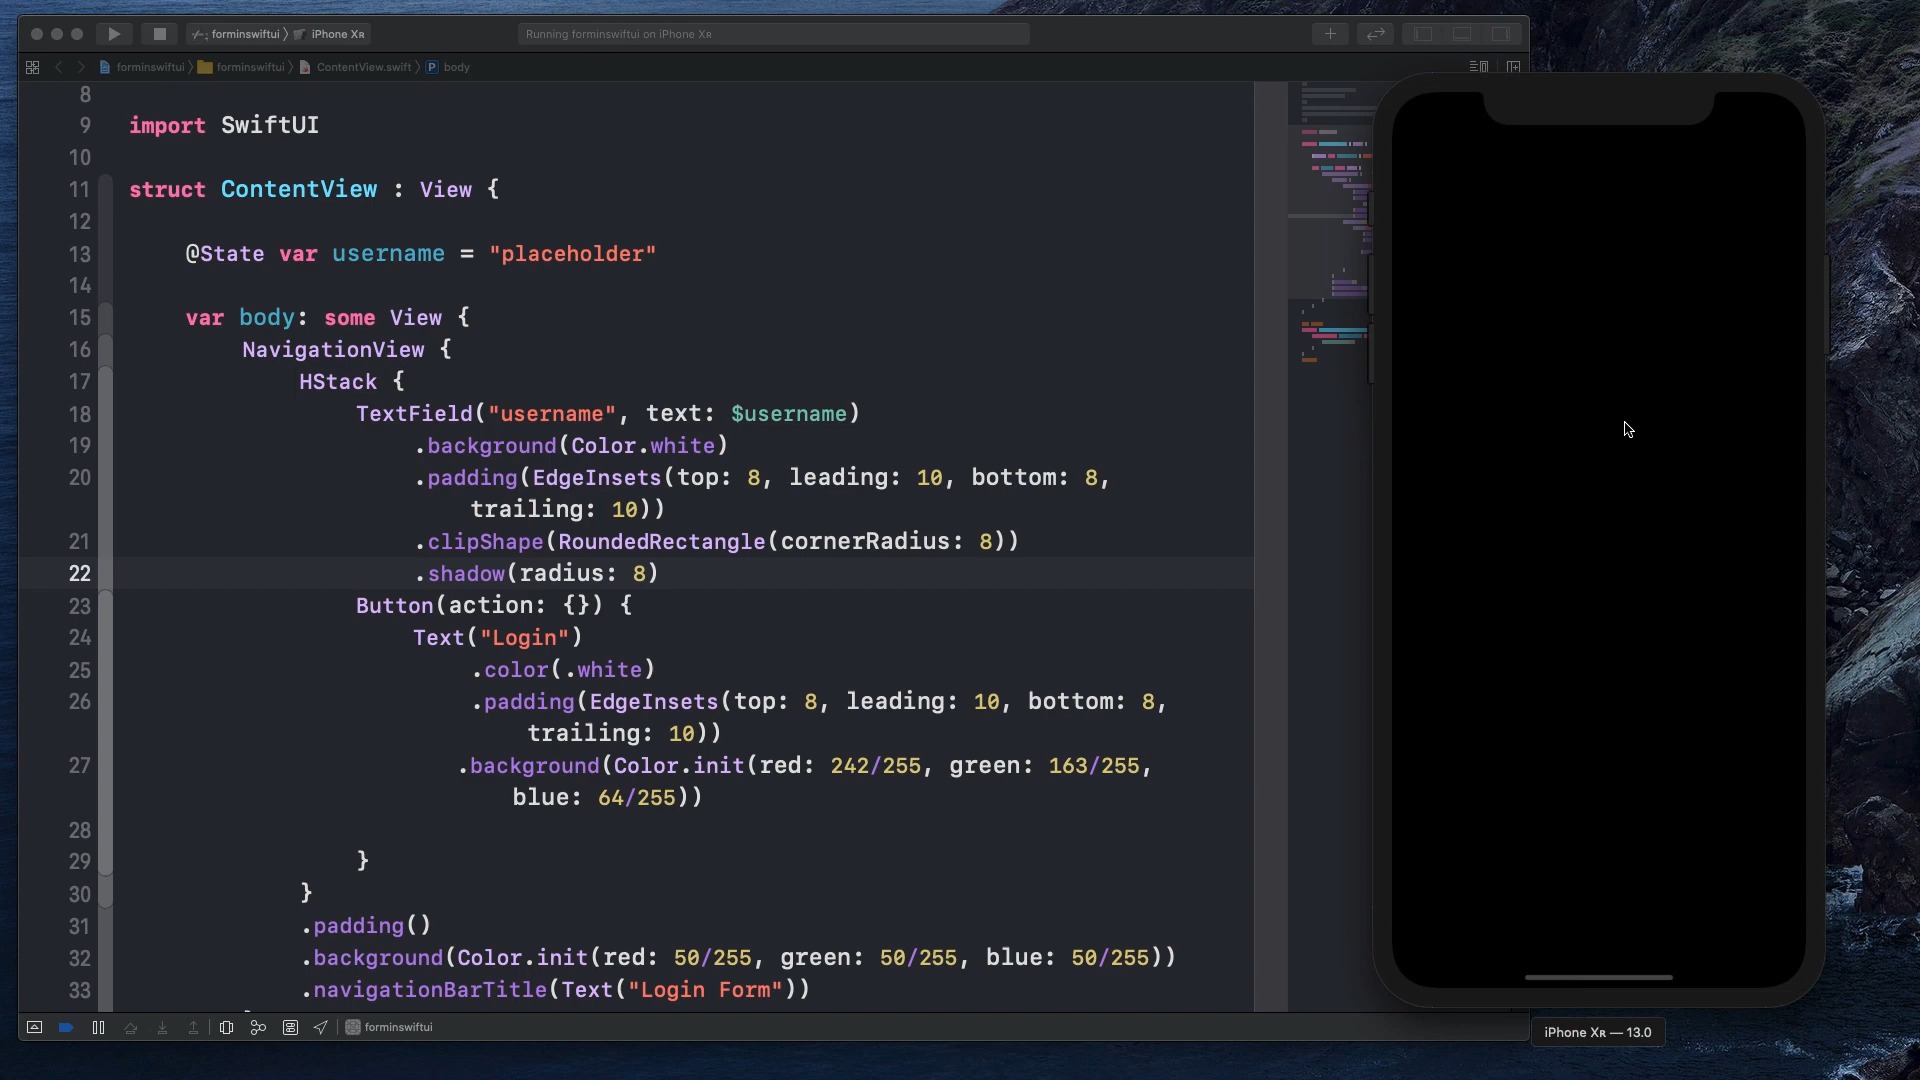 forminswiftui
iPhone XR
Running forminswiftui on iPhone XR
forminswiftui
forminswiftui
ContentView.swift
P body
8
9 import SwiftUI
10
11 struct ContentView : View {
12
13 @State var username = "placeholder"
14
15 var body: some View {
16 NavigationView {
17 HStack {
18 TextField("username", text: $username)
19 .background(Color.white)
20 .padding(EdgeInsets(top: 8, leading: 10, bottom: 8,
trailing: 10))
21 .clipShape(RoundedRectangle(cornerRadius: 8))
22 .shadow(radius: 8)
23 Button(action: {}) {
24 Text("Login")
25 .color(.white)
26 .padding(EdgeInsets(top: 8, leading: 10, bottom: 8,
trailing: 10))
27 .background(Color.init(red: 242/255, green: 163/255,
blue: 64/255))
28
29 }
30 }
31 .padding()
32 .background(Color.init(red: 50/255, green: 50/255, blue: 50/255))
33 .navigationBarTitle(Text("Login Form"))
forminswiftui
iPhone XR — 13.0